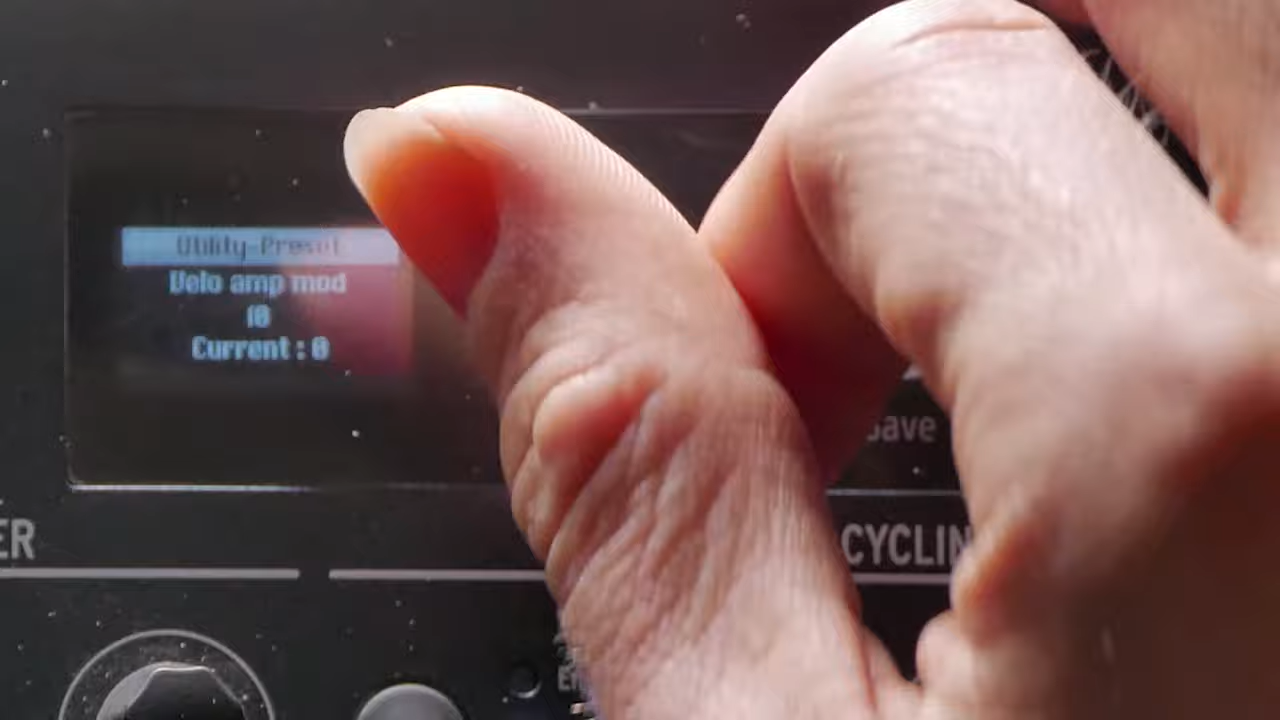 Utility-Preset
Velo amp mod
10
Current : 0
Save
ER
CYCLIN